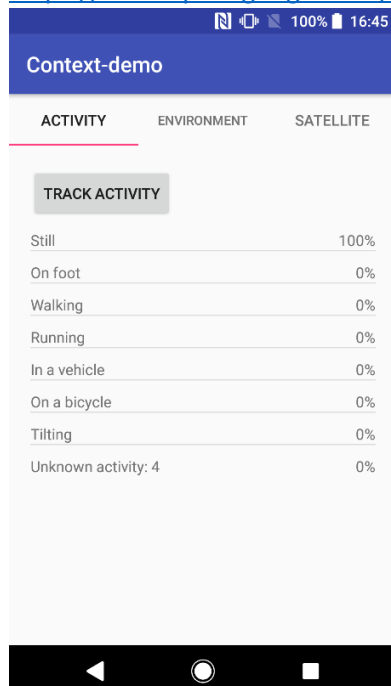 100% 16:45
Context-demo
ACTIVITY ENVIRONMENT SATELLITE
TRACK ACTIVITY
Still 100%
On foot 0%
Walking 0%
Running 0%
In a vehicle 0%
On a bicycle 0%
Tilting 0%
Unknown activity: 4 0%